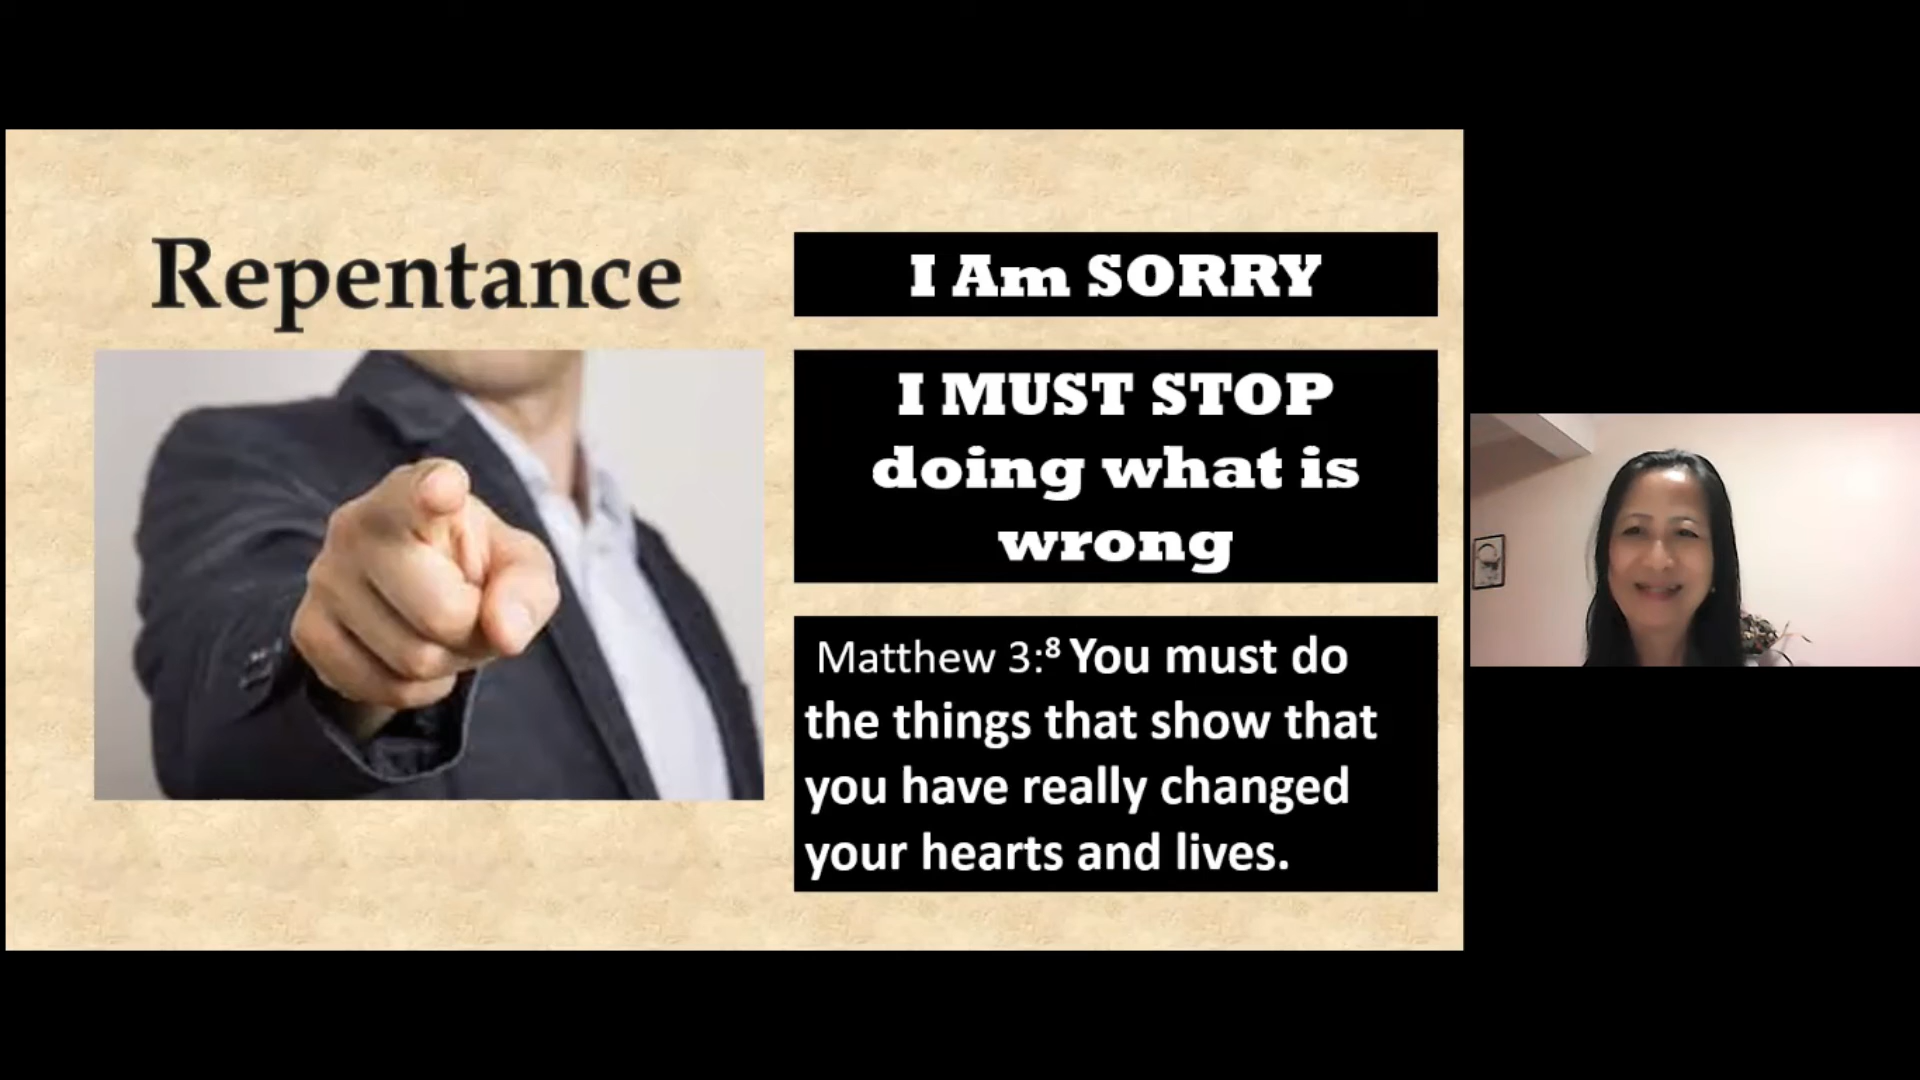 Repentance
I Am SORRY
I MUST STOP
doing what is
wrong
Matthew 3:⁸ You must do
the things that show that
you have really changed
your hearts and lives.